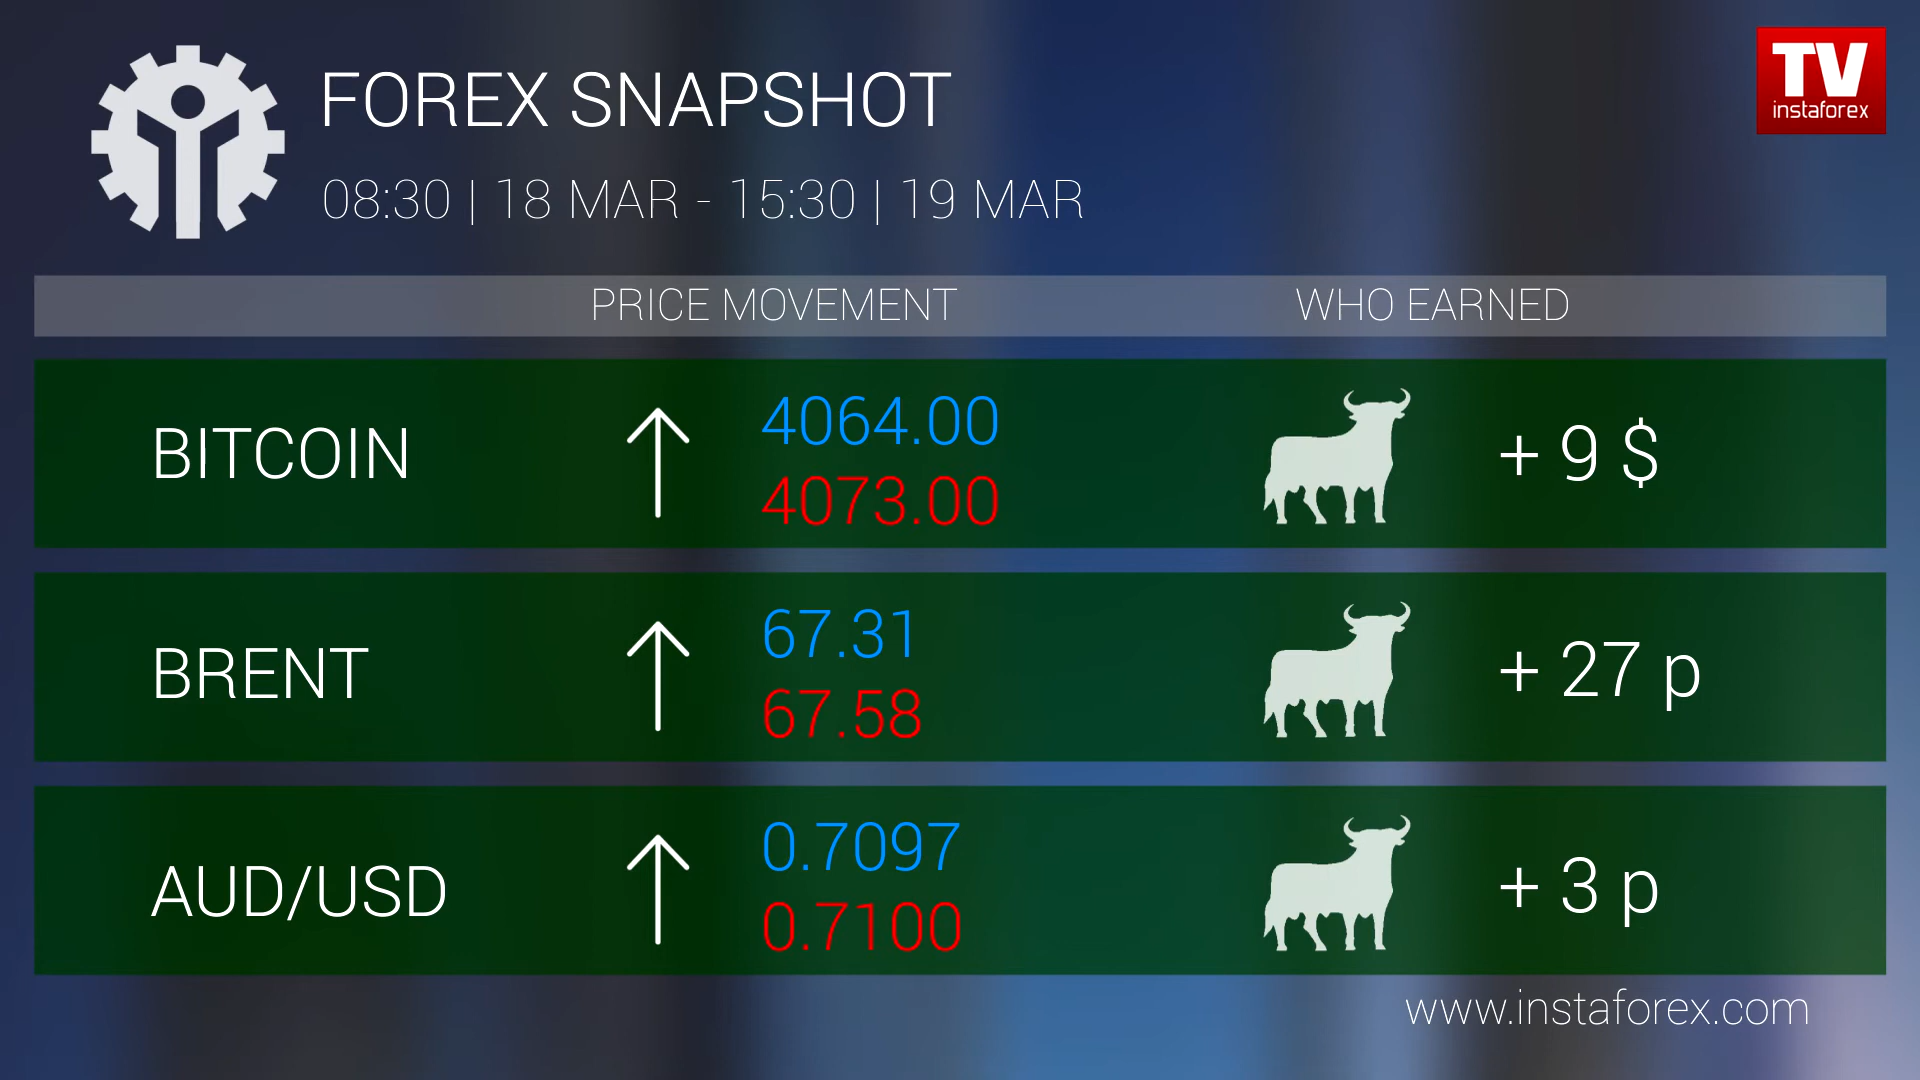 FOREX SNAPSHOT
08:30 | 18 MAR - 15:30 | 19 MAR
TV
instaforex
PRICE MOVEMENT WHO EARNED
BITCOIN
4064.00
4073.00
+ 9 $
BRENT
67.31
67.58
+ 27 p
AUD/USD
0.7097
0.7100
+ 3 p
www.instaforex.com